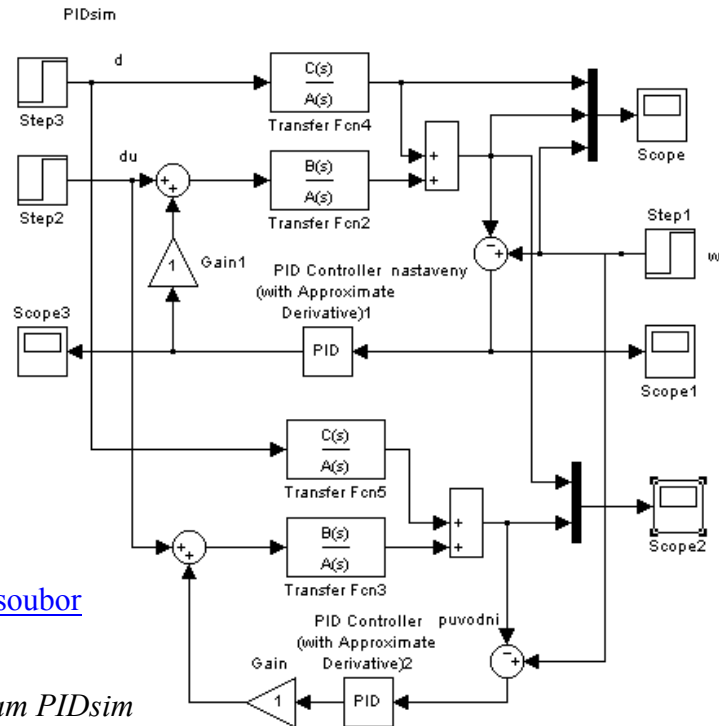 PIDsim
d
C(s)
A(s)
Step3
Transfer Fcn4
Scope
du
B(s)
A(s)
Step2
Transfer Fcn2
Step1
w
1
Gain1
PID Controller nastaveny
(with Approximate
Derivative)1
Scope3
PID
Scope1
C(s)
A(s)
Transfer Fcn5
B(s)
A(s)
Scope2
Transfer Fcn3
soubor
PID Controller puvodni
(with Approximate
Derivative)2
Gain
1
PID
am PIDsim